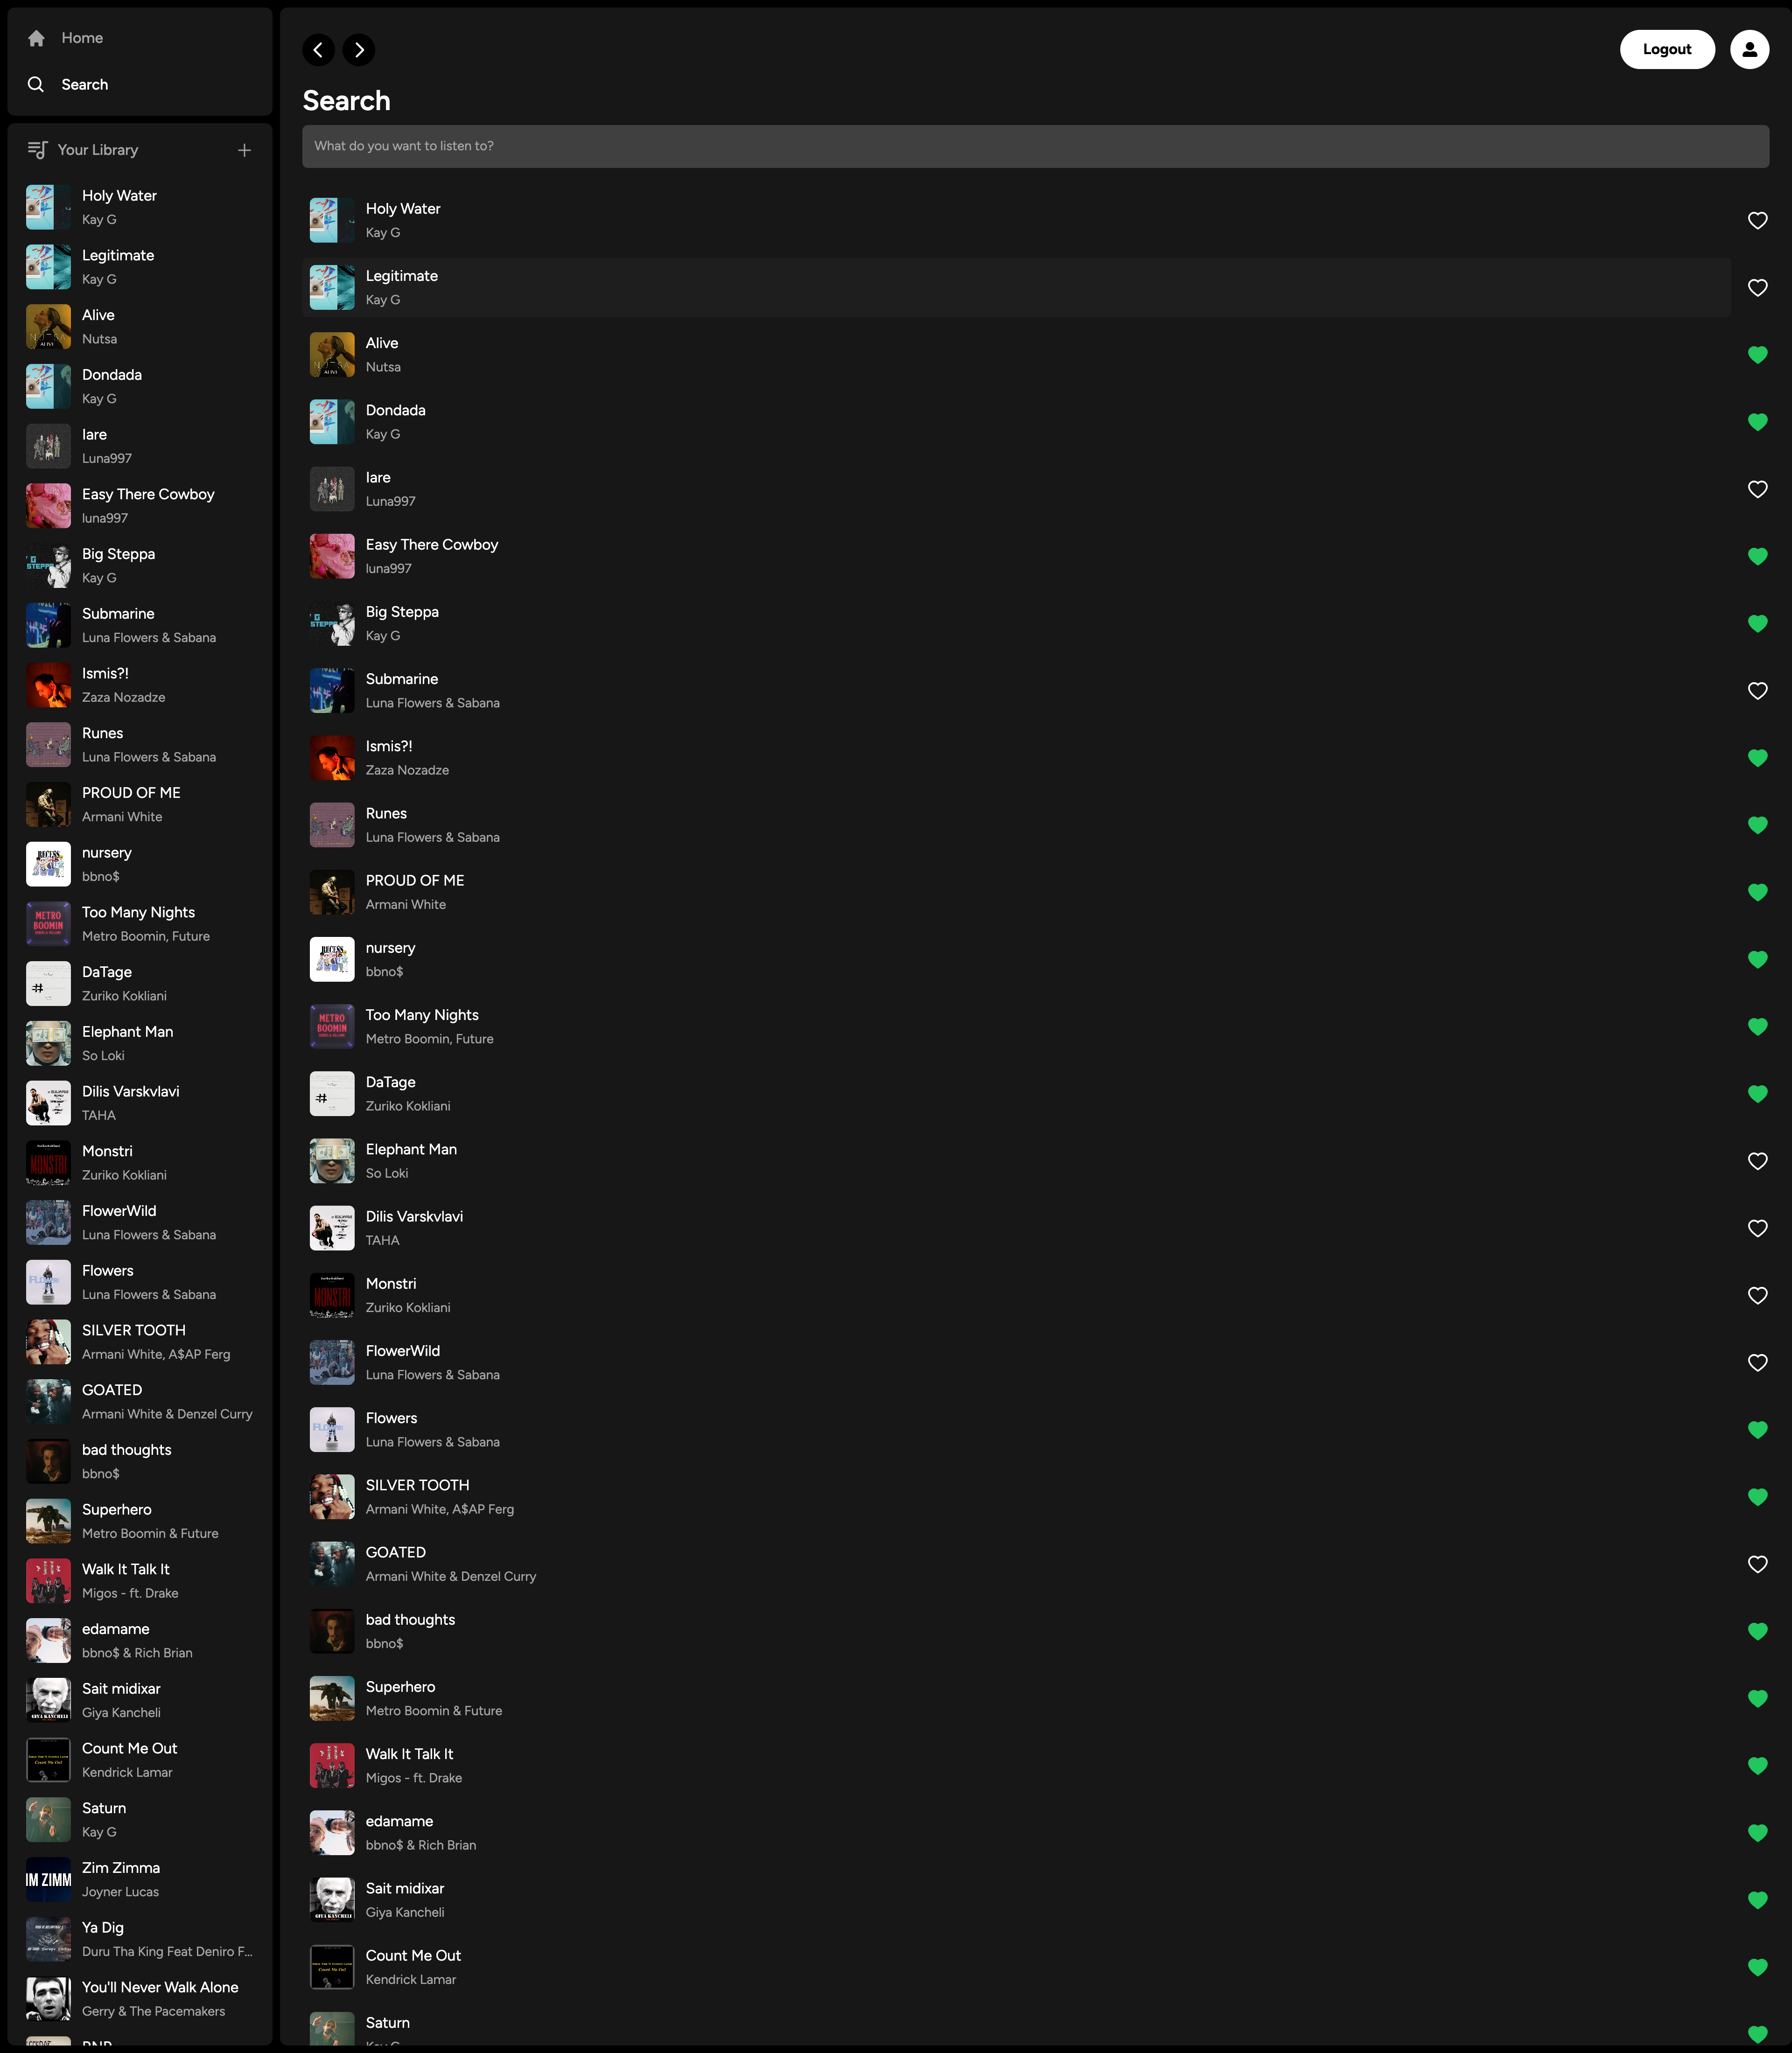 Home
Search
Your Library
Holy Water
Kay G
Legitimate
Kay G
Alive
Nutsa
Dondada
Kay G
Iare
Luna997
Easy There Cowboy
luna997
Big Steppa
Kay G
Submarine
Luna Flowers & Sabana
Ismis?!
Zaza Nozadze
Runes
Luna Flowers & Sabana
PROUD OF ME
Armani White
nursery
bbno$
Too Many Nights
Metro Boomin, Future
DaTage
Zuriko Kokliani
Elephant Man
So Loki
Dilis Varskvlavi
TAHA
Monstri
Zuriko Kokliani
FlowerWild
Luna Flowers & Sabana
Flowers
Luna Flowers & Sabana
SILVER TOOTH
Armani White, A$AP Ferg
GOATED
Armani White & Denzel Curry
bad thoughts
bbno$
Superhero
Metro Boomin & Future
Walk It Talk It
Migos - ft. Drake
edamame
bbno$ & Rich Brian
Sait midixar
Giya Kancheli
Count Me Out
Kendrick Lamar
Saturn
Kay G
Zim Zimma
Joyner Lucas
Ya Dig
Duru Tha King Feat Deniro F...
You'll Never Walk Alone
Gerry & The Pacemakers
Logout
Search
What do you want to listen to?
Holy Water
Kay G
Legitimate
Kay G
Alive
Nutsa
Dondada
Kay G
Iare
Luna997
Easy There Cowboy
luna997
Big Steppa
Kay G
Submarine
Luna Flowers & Sabana
Ismis?!
Zaza Nozadze
Runes
Luna Flowers & Sabana
PROUD OF ME
Armani White
nursery
bbno$
Too Many Nights
Metro Boomin, Future
DaTage
Zuriko Kokliani
Elephant Man
So Loki
Dilis Varskvlavi
TAHA
Monstri
Zuriko Kokliani
FlowerWild
Luna Flowers & Sabana
Flowers
Luna Flowers & Sabana
SILVER TOOTH
Armani White, A$AP Ferg
GOATED
Armani White & Denzel Curry
bad thoughts
bbno$
Superhero
Metro Boomin & Future
Walk It Talk It
Migos - ft. Drake
edamame
bbno$ & Rich Brian
Sait midixar
Giya Kancheli
Count Me Out
Kendrick Lamar
Saturn